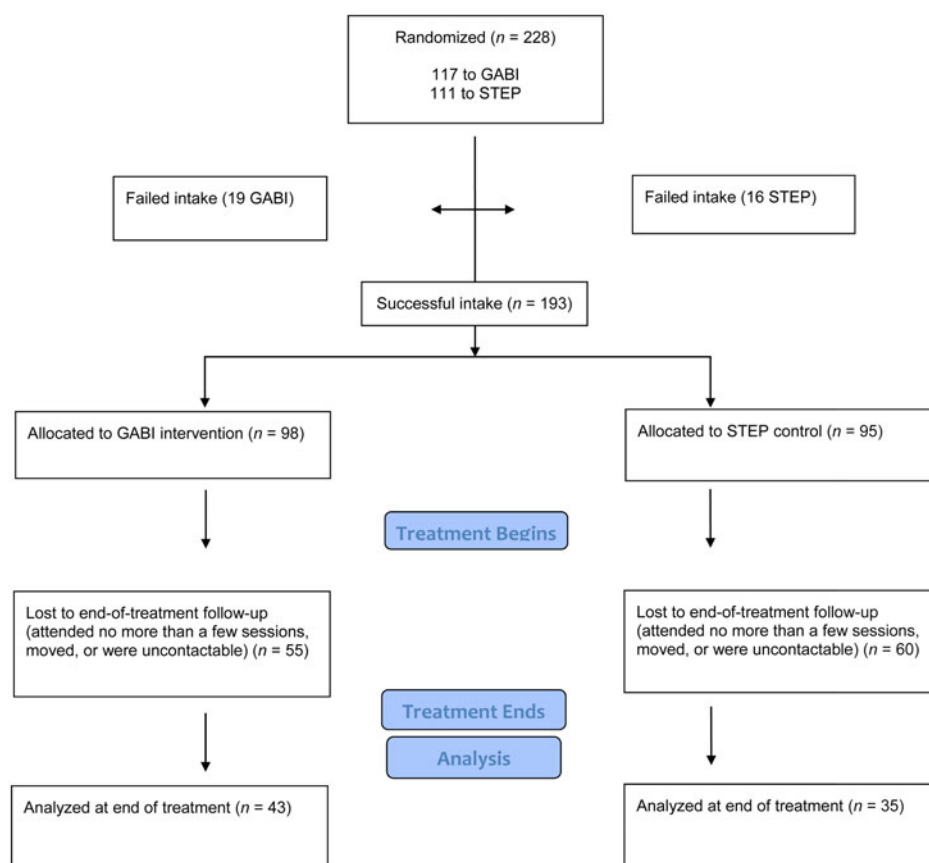 Randomized (n = 228)
117 to GABI
111 to STEP
Failed intake (19 GABI)
Failed intake (16 STEP)
Successful intake (n = 193)
Allocated to GABI intervention (n = 98)
Allocated to STEP control (n = 95)
Treatment Begins
Lost to end-of-treatment follow-up
(attended no more than a few sessions,
moved, or were uncontactable) (n = 55)
Lost to end-of-treatment follow-up
(attended no more than a few sessions,
moved, or were uncontactable) (n = 60)
Treatment Ends
Analysis
Analyzed at end of treatment (n = 43)
Analyzed at end of treatment (n = 35)